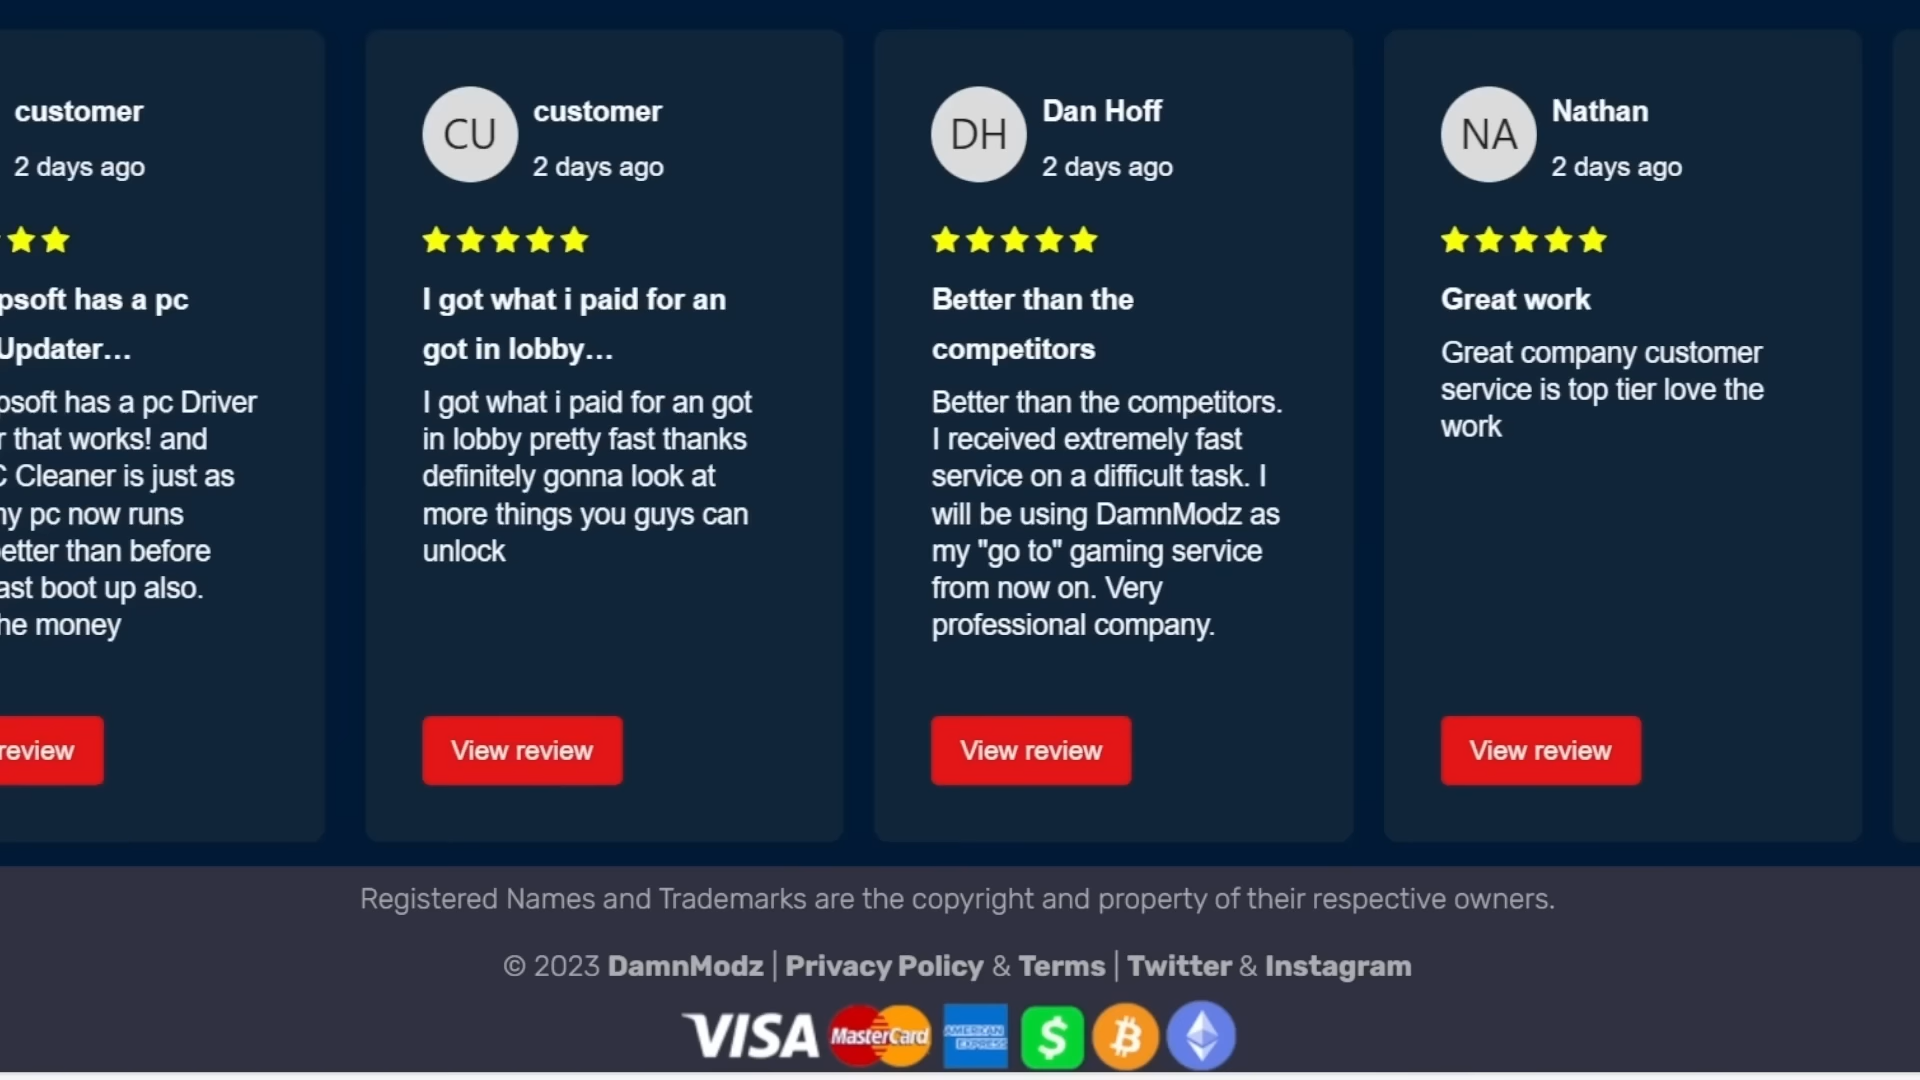 customer
2 days ago
psoft has a pc
Updater...
osoft has a pc Driver
r that works! and
C Cleaner is just as
ny pc now runs
etter than before
ast boot up also.
he money
review
CU
customer
2 days ago
I got what i paid for an
got in lobby...
I got what i paid for an got
in lobby pretty fast thanks
definitely gonna look at
more things you guys can
unlock
View review
DH
Dan Hoff
2 days ago
Better than the
competitors
Better than the competitors.
I received extremely fast
service on a difficult task. I
will be using DamnModz as
my "go to" gaming service
from now on. Very
professional company.
View review
NA
Nathan
2 days ago
Great work
Great company customer
service is top tier love the
work
View review
Registered Names and Trademarks are the copyright and property of their respective owners.
© 2023 DamnModz | Privacy Policy & Terms | Twitter & Instagram
VISA MasterCard AMERICAN EXPRESS $